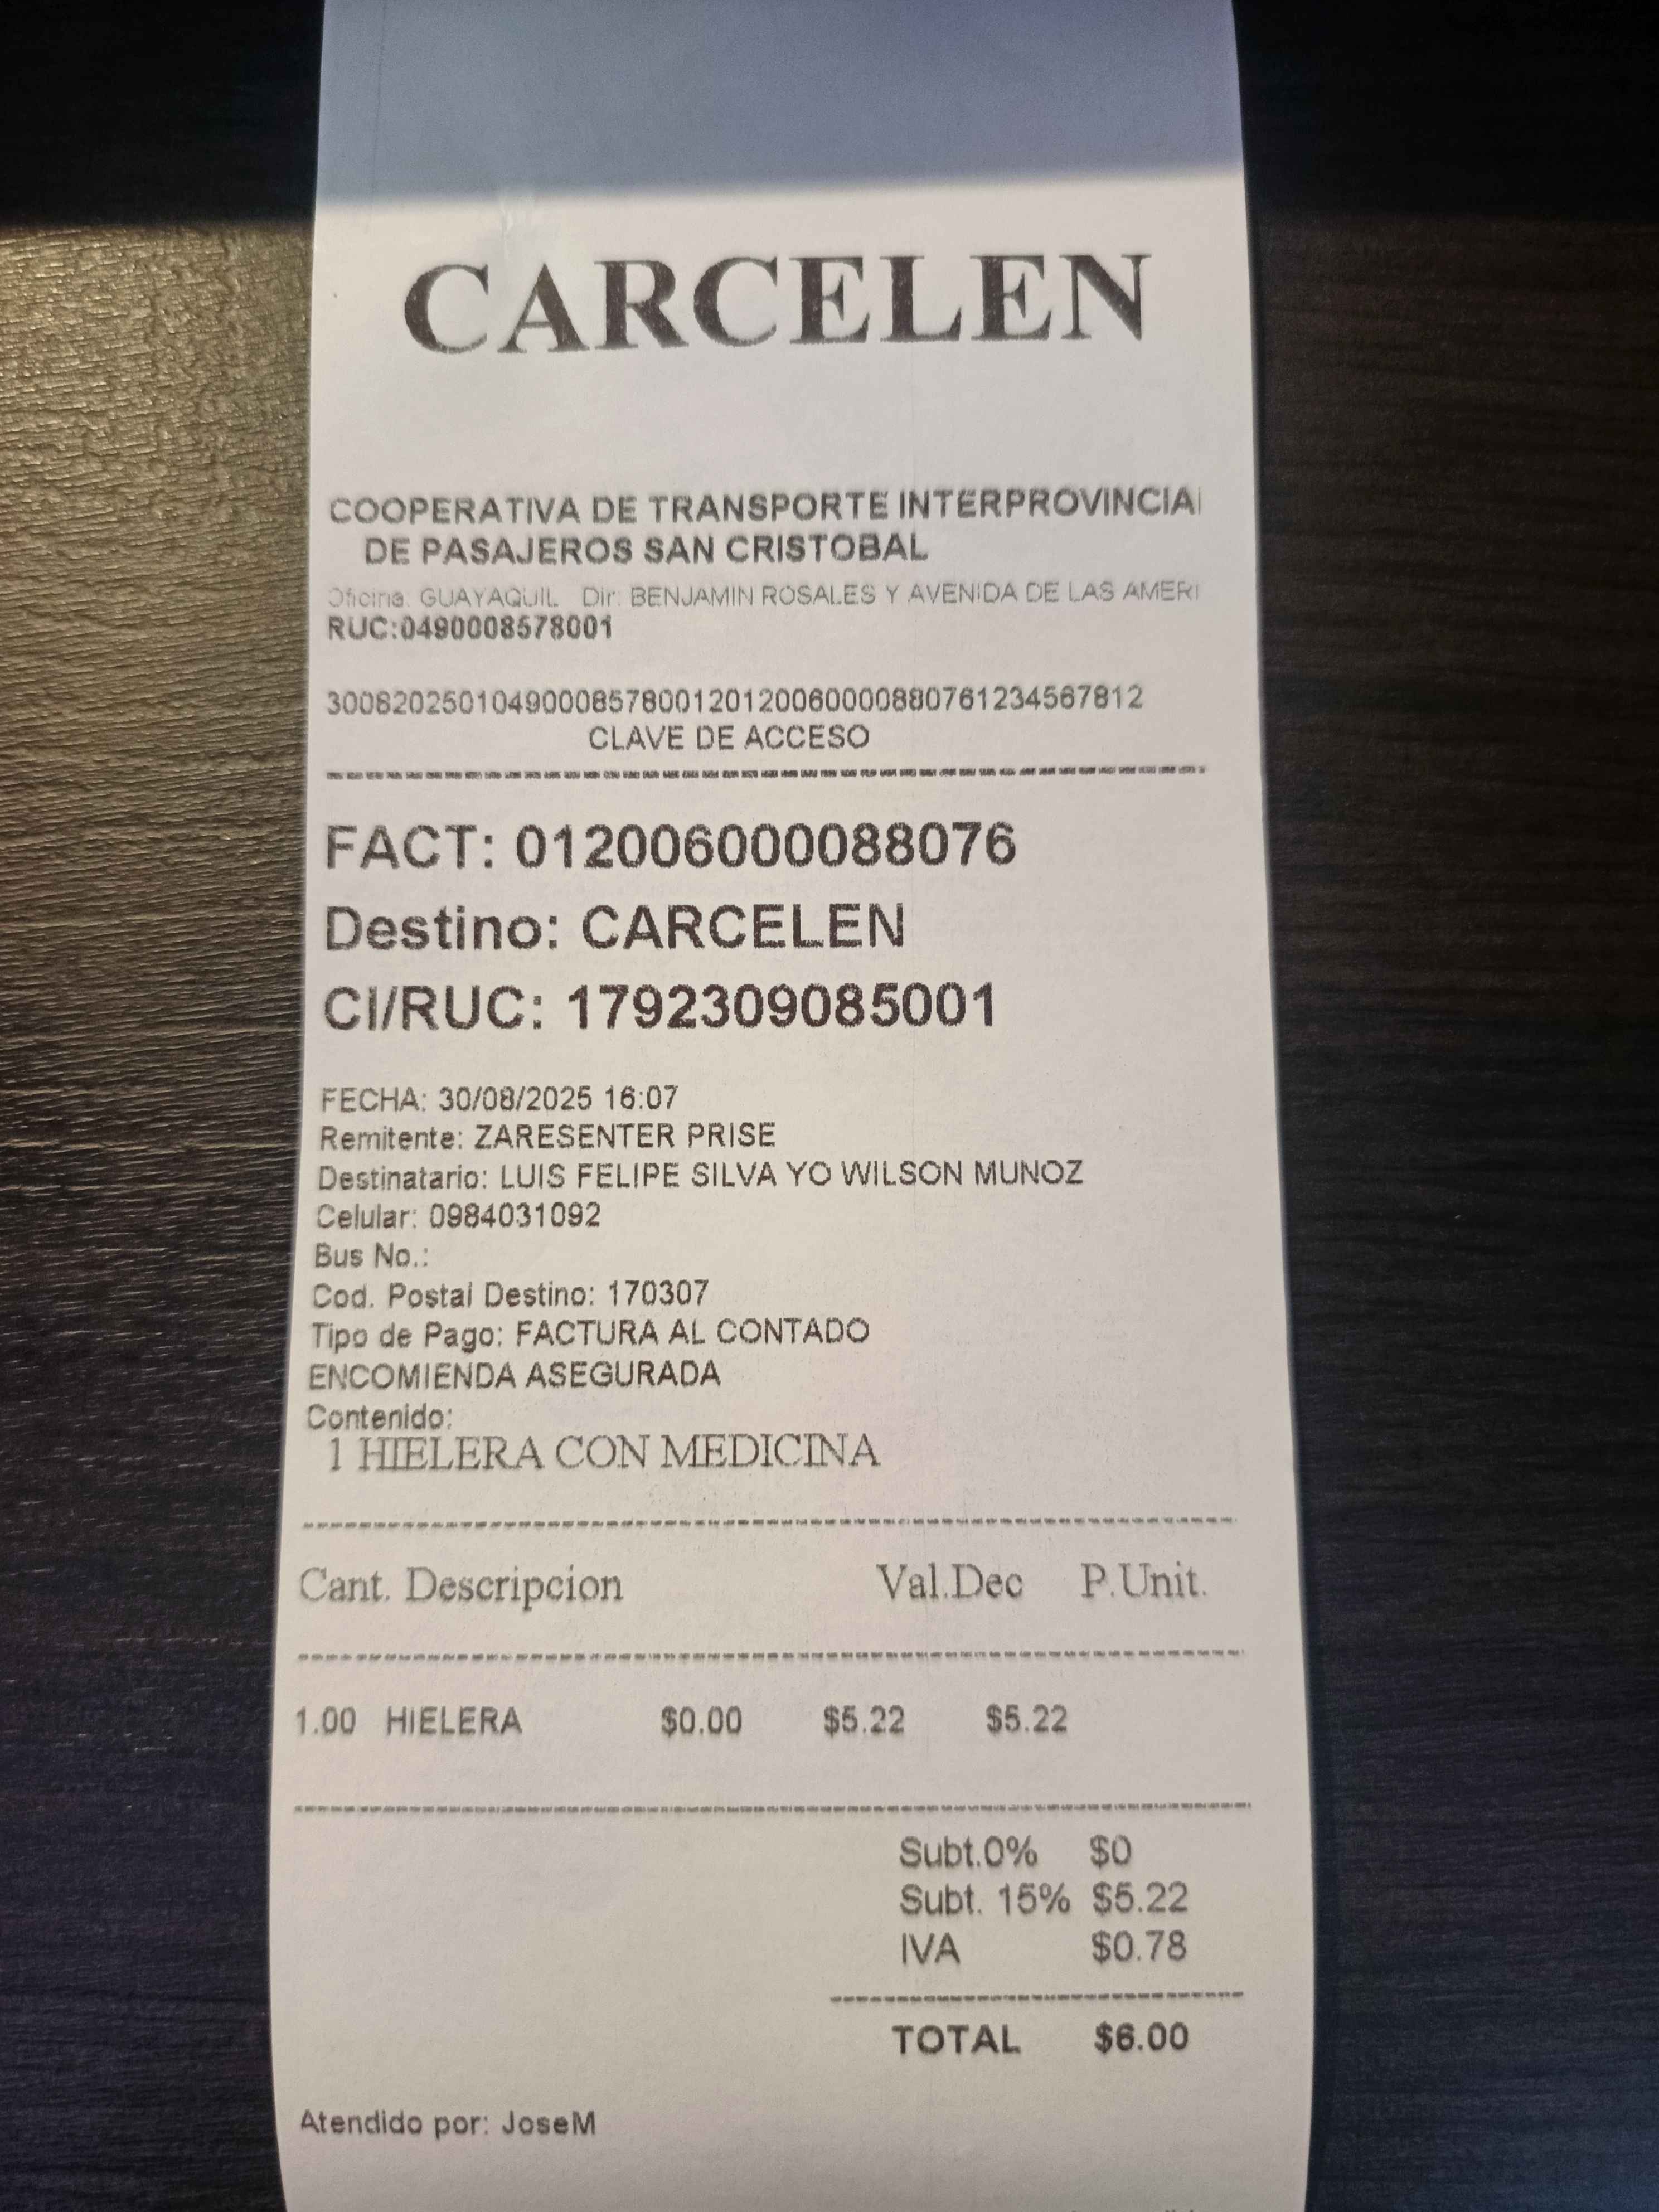 CARCELEN
COOPERATIVA DE TRANSPORTE INTERPROVINCIAL
DE PASAJEROS SAN CRISTOBAL
Oficina: GUAYAQUIL Dir: BENJAMIN ROSALES Y AVENIDA DE LAS AMERI
RUC:0490008578001
3008202501049000857800120120060000880761234567812
CLAVE DE ACCESO
FACT: 012006000088076
Destino: CARCELEN
CI/RUC: 1792309085001
FECHA: 30/08/2025 16:07
Remitente: ZARESENTER PRISE
Destinatario: LUIS FELIPE SILVA YO WILSON MUNOZ
Celular: 0984031092
Bus No.:
Cod. Postal Destino: 170307
Tipo de Pago: FACTURA AL CONTADO
ENCOMIENDA ASEGURADA
Contenido:
1 HIELERA CON MEDICINA
Cant. Descripcion Val.Dec P.Unit.
1.00 HIELERA $0.00 $5.22 $5.22
Subt.0% $0
Subt. 15% $5.22
IVA $0.78
TOTAL $6.00
Atendido por: JoseM